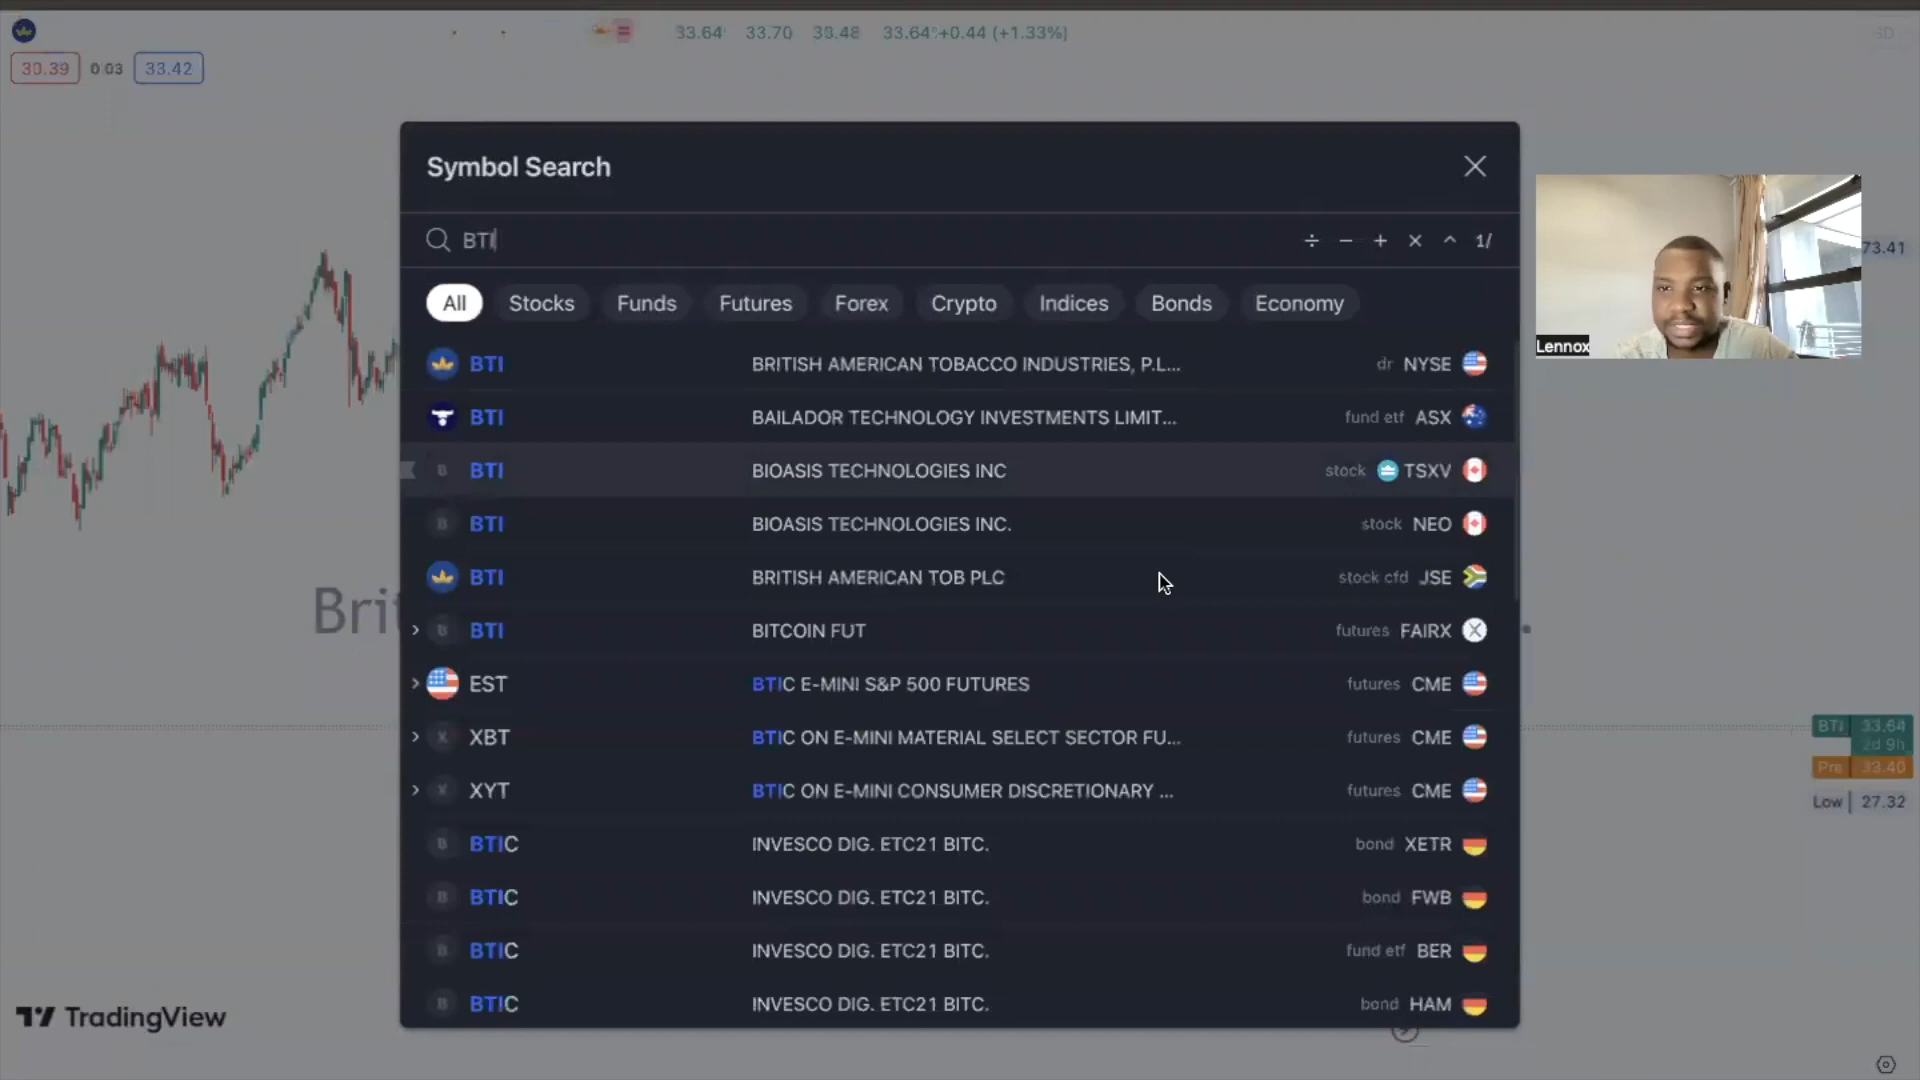 33.64 33.70 33.48 33.64 +0.44 (+1.33%)
30.39 0.03 33.42
Symbol Search
BTI
÷ − + × ^ 1/
All Stocks Funds Futures Forex Crypto Indices Bonds Economy
BTI BRITISH AMERICAN TOBACCO INDUSTRIES, P.L... dr NYSE
BTI BAILADOR TECHNOLOGY INVESTMENTS LIMIT... fund etf ASX
BTI BIOASIS TECHNOLOGIES INC stock TSXV
BTI BIOASIS TECHNOLOGIES INC. stock NEO
BTI BRITISH AMERICAN TOB PLC stock cfd JSE
BTI BITCOIN FUT futures FAIRX
EST BTIC E-MINI S&P 500 FUTURES futures CME
XBT BTIC ON E-MINI MATERIAL SELECT SECTOR FU... futures CME
XYT BTIC ON E-MINI CONSUMER DISCRETIONARY ... futures CME
BTIC INVESCO DIG. ETC21 BITC. bond XETR
BTIC INVESCO DIG. ETC21 BITC. bond FWB
BTIC INVESCO DIG. ETC21 BITC. fund etf BER
BTIC INVESCO DIG. ETC21 BITC. bond HAM
Lennox
73.41
Brit
BTI 33.64
2d 9h
Pre 33.40
Low 27.32
TradingView